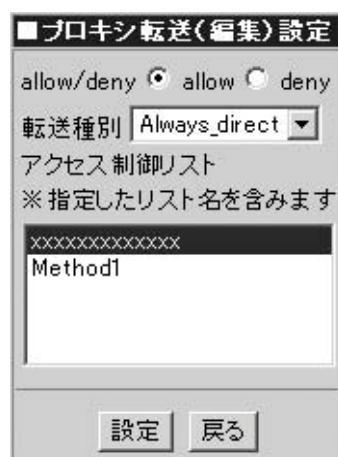 ■プロキシ転送(編集)設定
allow/deny allow deny
転送種別 Always_direct
アクセス制御リスト
※指定したリスト名を含みます
xxxxxxxxxxxxx
Method1
設定 戻る